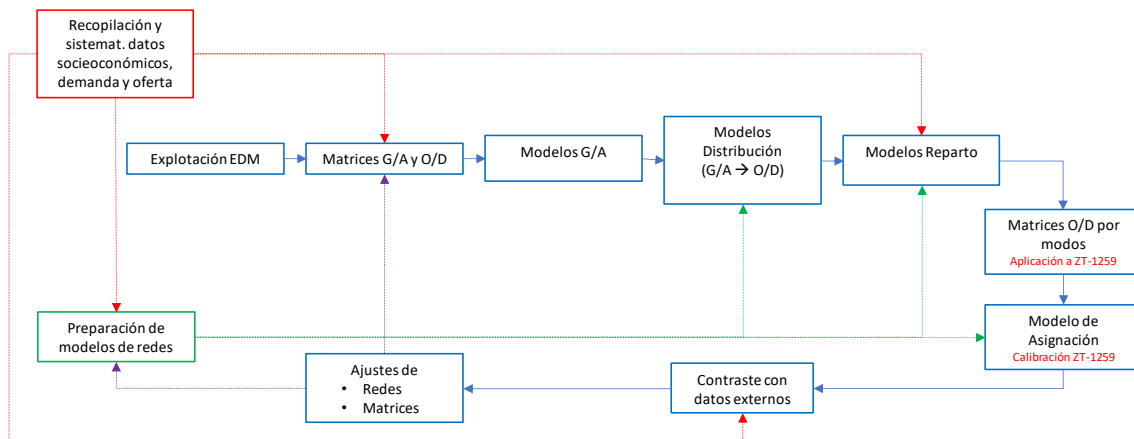 Recopilación y
sistemat. datos
socieoconómicos,
demanda y oferta
Explotación EDM
Matrices G/A y O/D
Modelos G/A
Modelos
Distribución
(G/A → O/D)
Modelos Reparto
Matrices O/D por
modos
Aplicación a ZT-1259
Preparación de
modelos de redes
Modelo de
Asignación
Calibración ZT-1259
Ajustes de
• Redes
• Matrices
Contraste con
datos externos